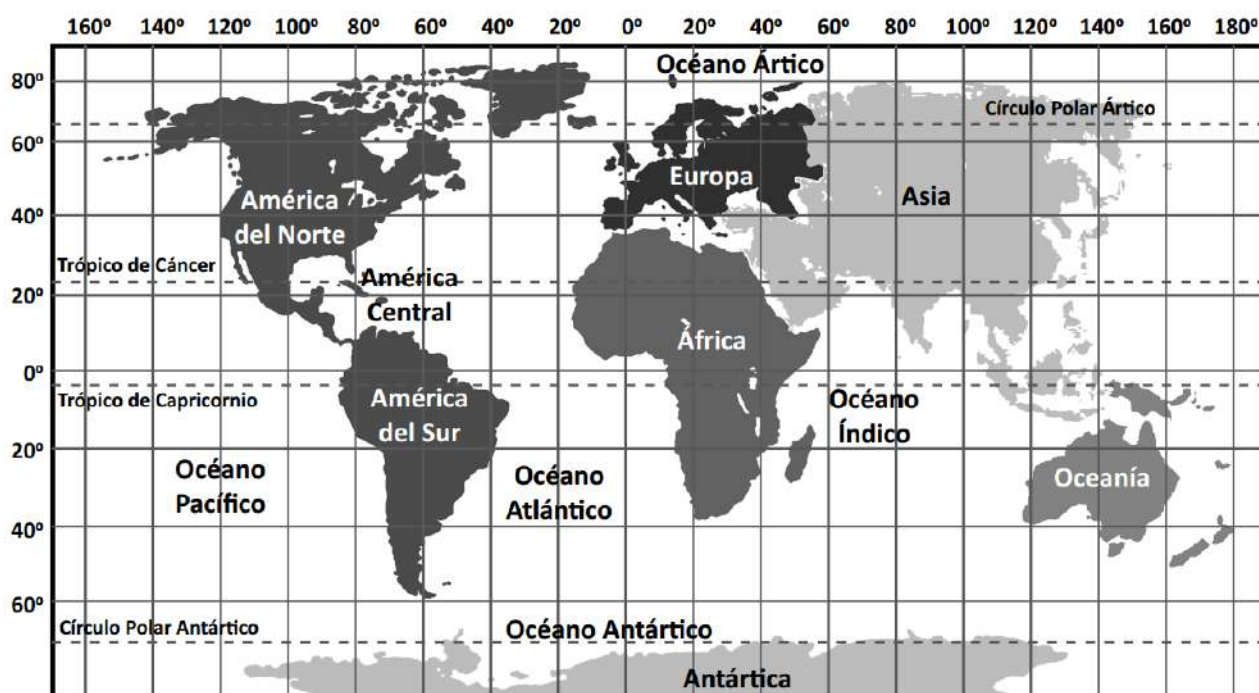 160º 140º 120º 100º 80º 60º 40º 20º 0º 20º 40º 60º 80º 100º 120º 140º 160º 180º
Océano Ártico
80º
Círculo Polar Ártico
60º
Europa
América
del Norte
Asia
40º
Trópico de Cáncer
América
Central
20º
África
0º
Trópico de Capricornio
América
del Sur
Océano
Índico
20º
Océano
Pacífico
Océano
Atlántico
Oceanía
40º
60º
Círculo Polar Antártico
Océano Antártico
Antártica